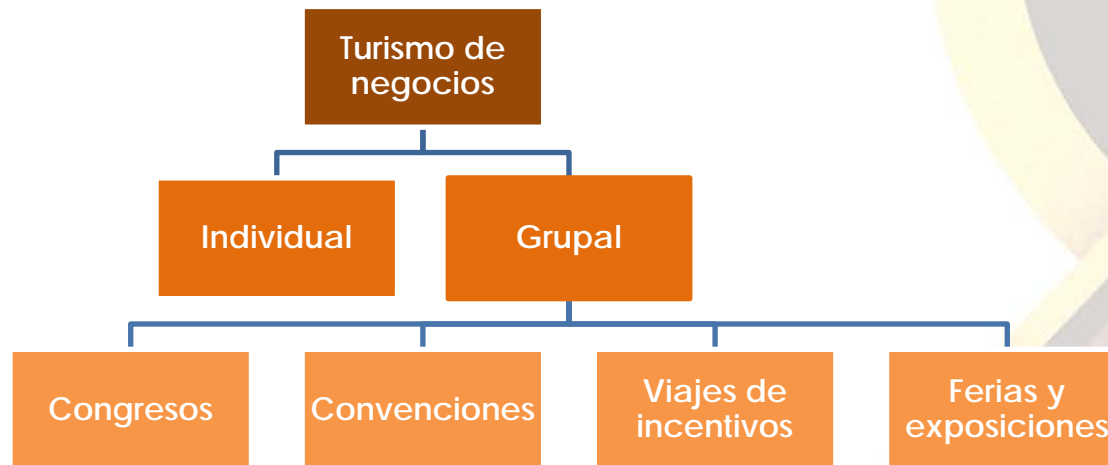 Turismo de
negocios
Individual
Grupal
Congresos
Convenciones
Viajes de
incentivos
Ferias y
exposiciones